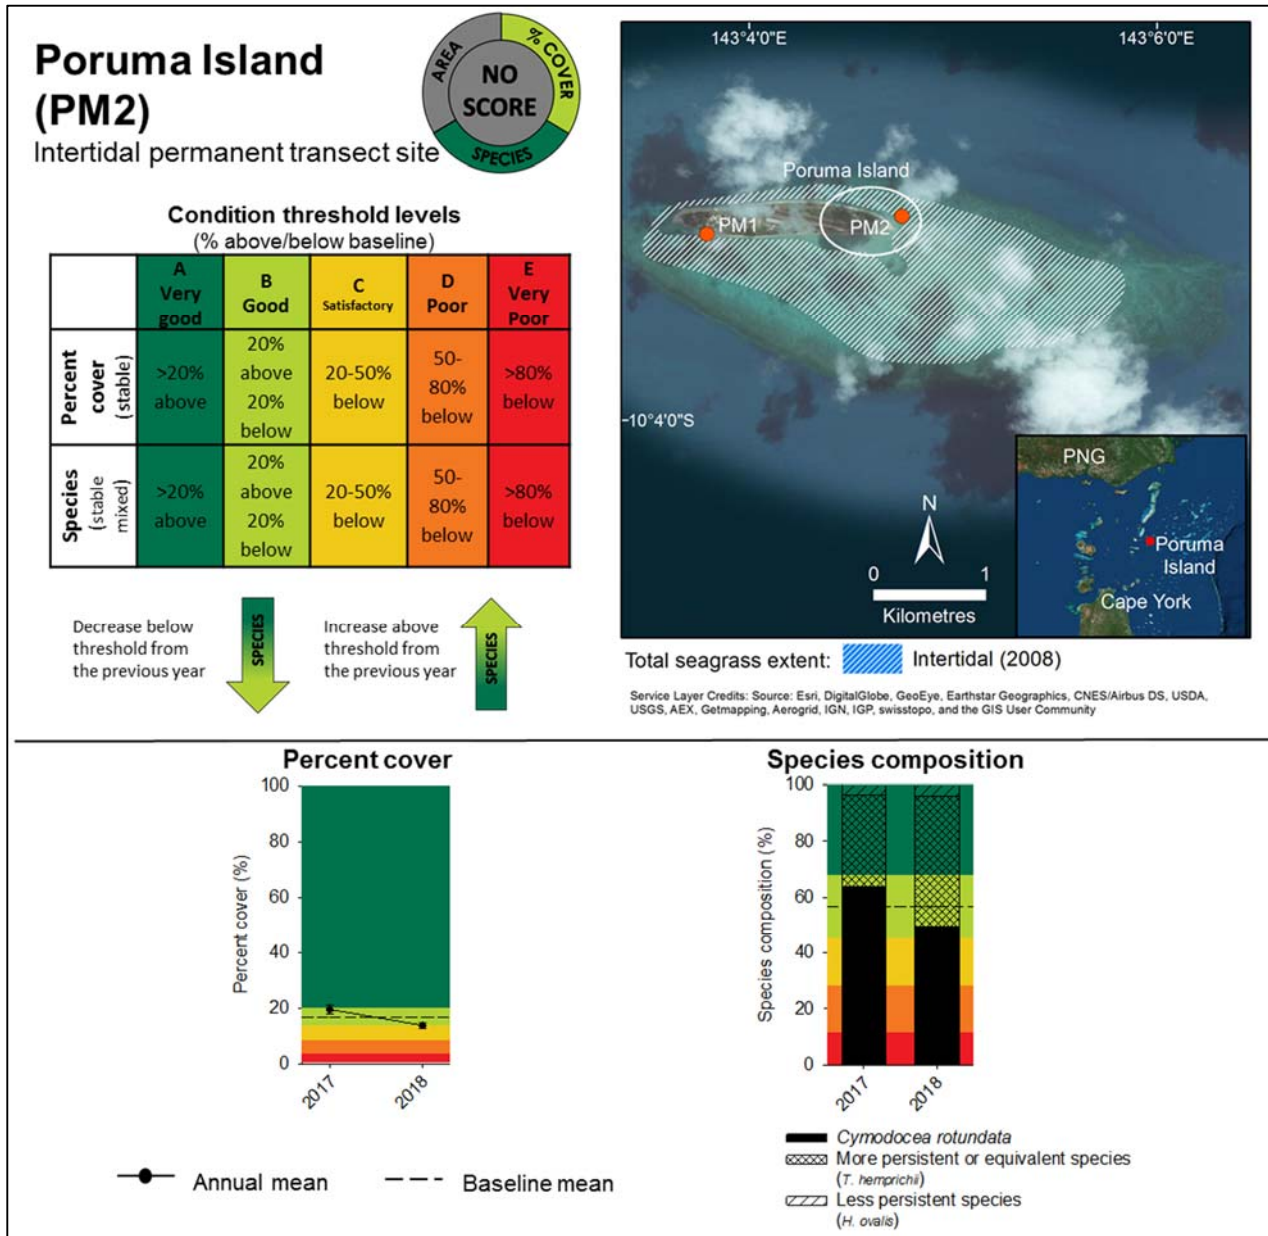 Poruma Island
(PM2)
Intertidal permanent transect site
AREA
% COVER
NO
SCORE
SPECIES
Condition threshold levels
(% above/below baseline)
A
Very
good
B
Good
C
Satisfactory
D
Poor
E
Very
Poor
Percent
cover
(stable)
>20%
above
20%
above
20%
below
20-50%
below
50-
80%
below
>80%
below
Species
(stable
mixed)
>20%
above
20%
above
20%
below
20-50%
below
50-
80%
below
>80%
below
Decrease below
threshold from
the previous year
SPECIES
Increase above
threshold from
the previous year
SPECIES
143°4'0"E
143°6'0"E
Poruma Island
PM1
PM2
10°4'0"S
N
0
1
Kilometres
PNG
Poruma
Island
Cape York
Total seagrass extent:
Intertidal (2008)
Service Layer Credits: Source: Esri, DigitalGlobe, GeoEye, Earthstar Geographics, CNES/Airbus DS, USDA,
USGS, AEX, Getmapping, Aerogrid, IGN, IGP, swisstopo, and the GIS User Community
Percent cover
Percent cover (%)
100
80
60
40
20
0
2017
2018
Annual mean
Baseline mean
Species composition
Species composition (%)
100
80
60
40
20
0
2017
2018
Cymodocea rotundata
More persistent or equivalent species
(T. hemprichii)
Less persistent species
(H. ovalis)